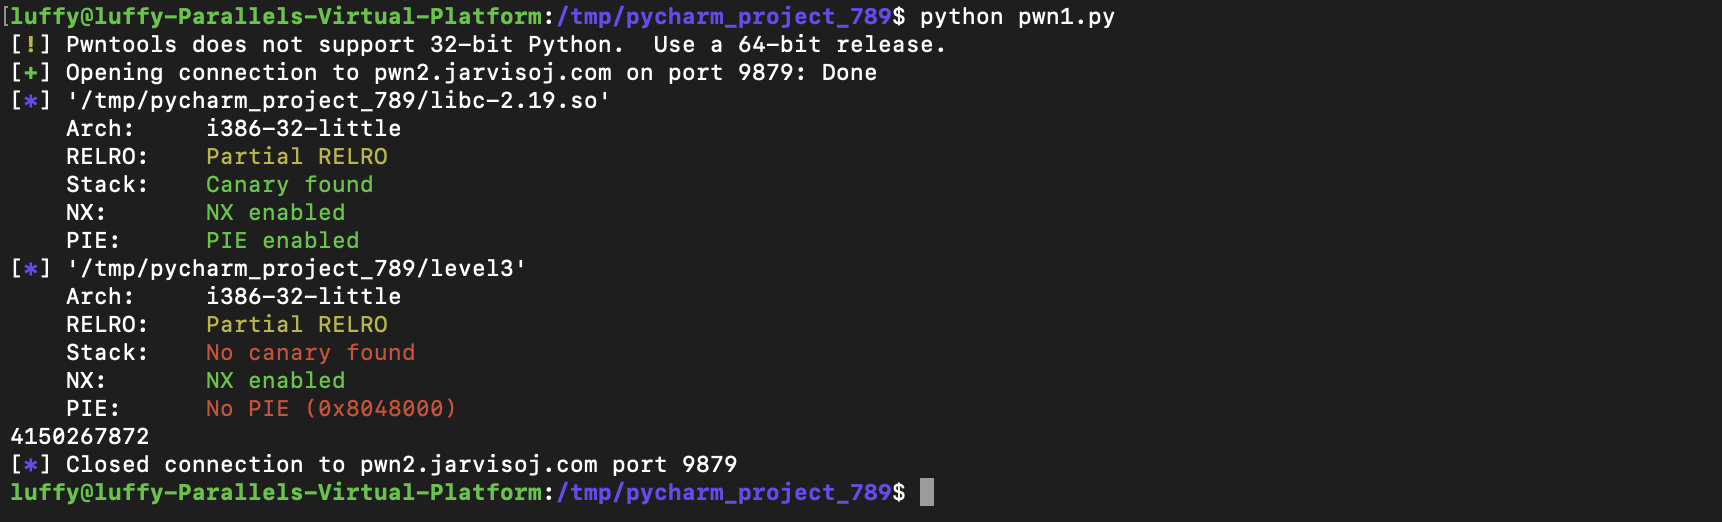 [luffy@luffy-Parallels-Virtual-Platform:/tmp/pycharm_project_789$ python pwn1.py
[!] Pwntools does not support 32-bit Python.  Use a 64-bit release.
[+] Opening connection to pwn2.jarvisoj.com on port 9879: Done
[*] '/tmp/pycharm_project_789/libc-2.19.so'
    Arch:     i386-32-little
    RELRO:    Partial RELRO
    Stack:    Canary found
    NX:       NX enabled
    PIE:      PIE enabled
[*] '/tmp/pycharm_project_789/level3'
    Arch:     i386-32-little
    RELRO:    Partial RELRO
    Stack:    No canary found
    NX:       NX enabled
    PIE:      No PIE (0x8048000)
4150267872
[*] Closed connection to pwn2.jarvisoj.com port 9879
luffy@luffy-Parallels-Virtual-Platform:/tmp/pycharm_project_789$